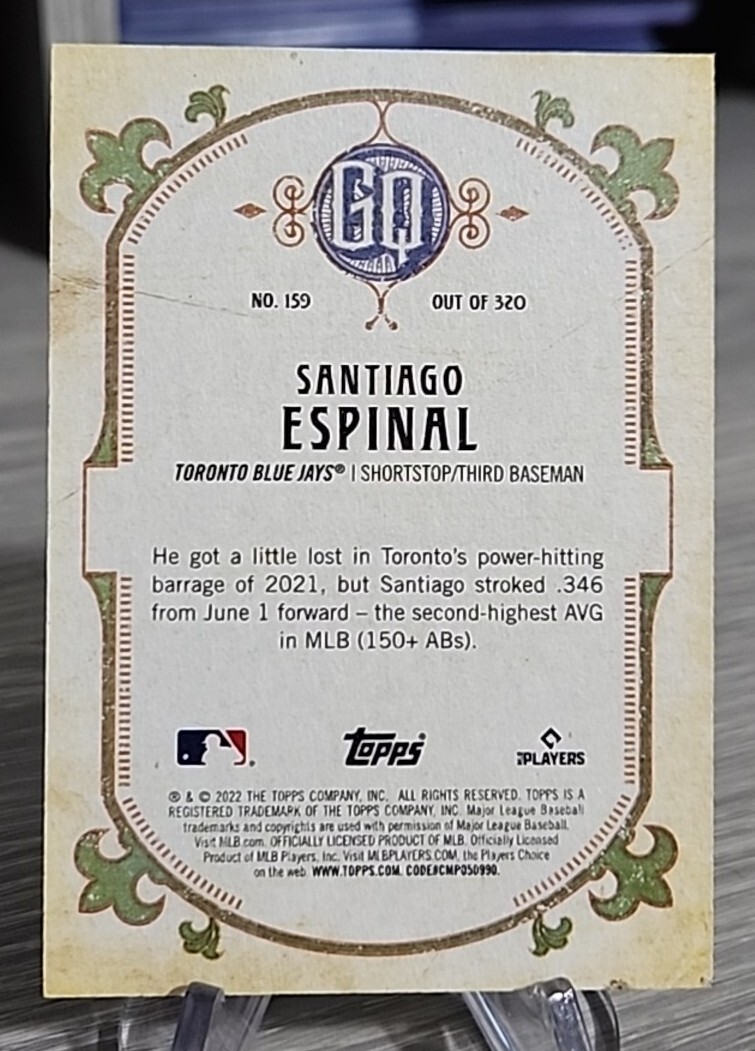 GQ
NO. 159 OUT OF 320
SANTIAGO
ESPINAL
TORONTO BLUE JAYS® | SHORTSTOP/THIRD BASEMAN
He got a little lost in Toronto's power-hitting
barrage of 2021, but Santiago stroked .346
from June 1 forward – the second-highest AVG
in MLB (150+ ABs).
Topps
PLAYERS
® & © 2022 THE TOPPS COMPANY, INC. ALL RIGHTS RESERVED. TOPPS IS A
REGISTERED TRADEMARK OF THE TOPPS COMPANY, INC. Major League Baseball
trademarks and copyrights are used with permission of Major League Baseball.
Visit MLB.com. OFFICIALLY LICENSED PRODUCT OF MLB. Officially Licensed
Product of MLB Players, Inc. Visit MLBPLAYERS.COM, the Players Choice
on the web. WWW.TOPPS.COM. CODE#CMP050990.